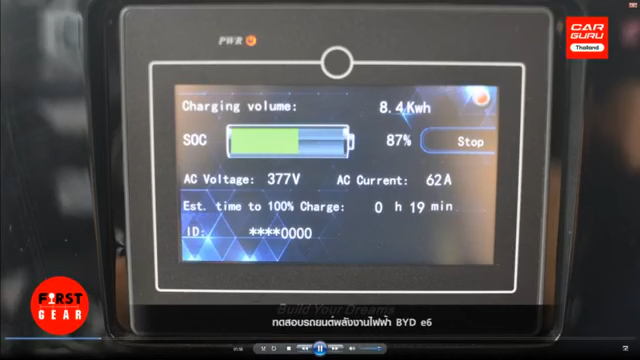 CAR
GURU
Thailand
PWR
Charging volume: 8.4Kwh
SOC 87% Stop
AC Voltage: 377V AC Current: 62A
Est. time to 100% Charge: 0 h 19 min
ID: ****0000
Build Your Dreams
FIRST
GEAR
ทดสอบรถยนต์พลังงานไฟฟ้า BYD e6